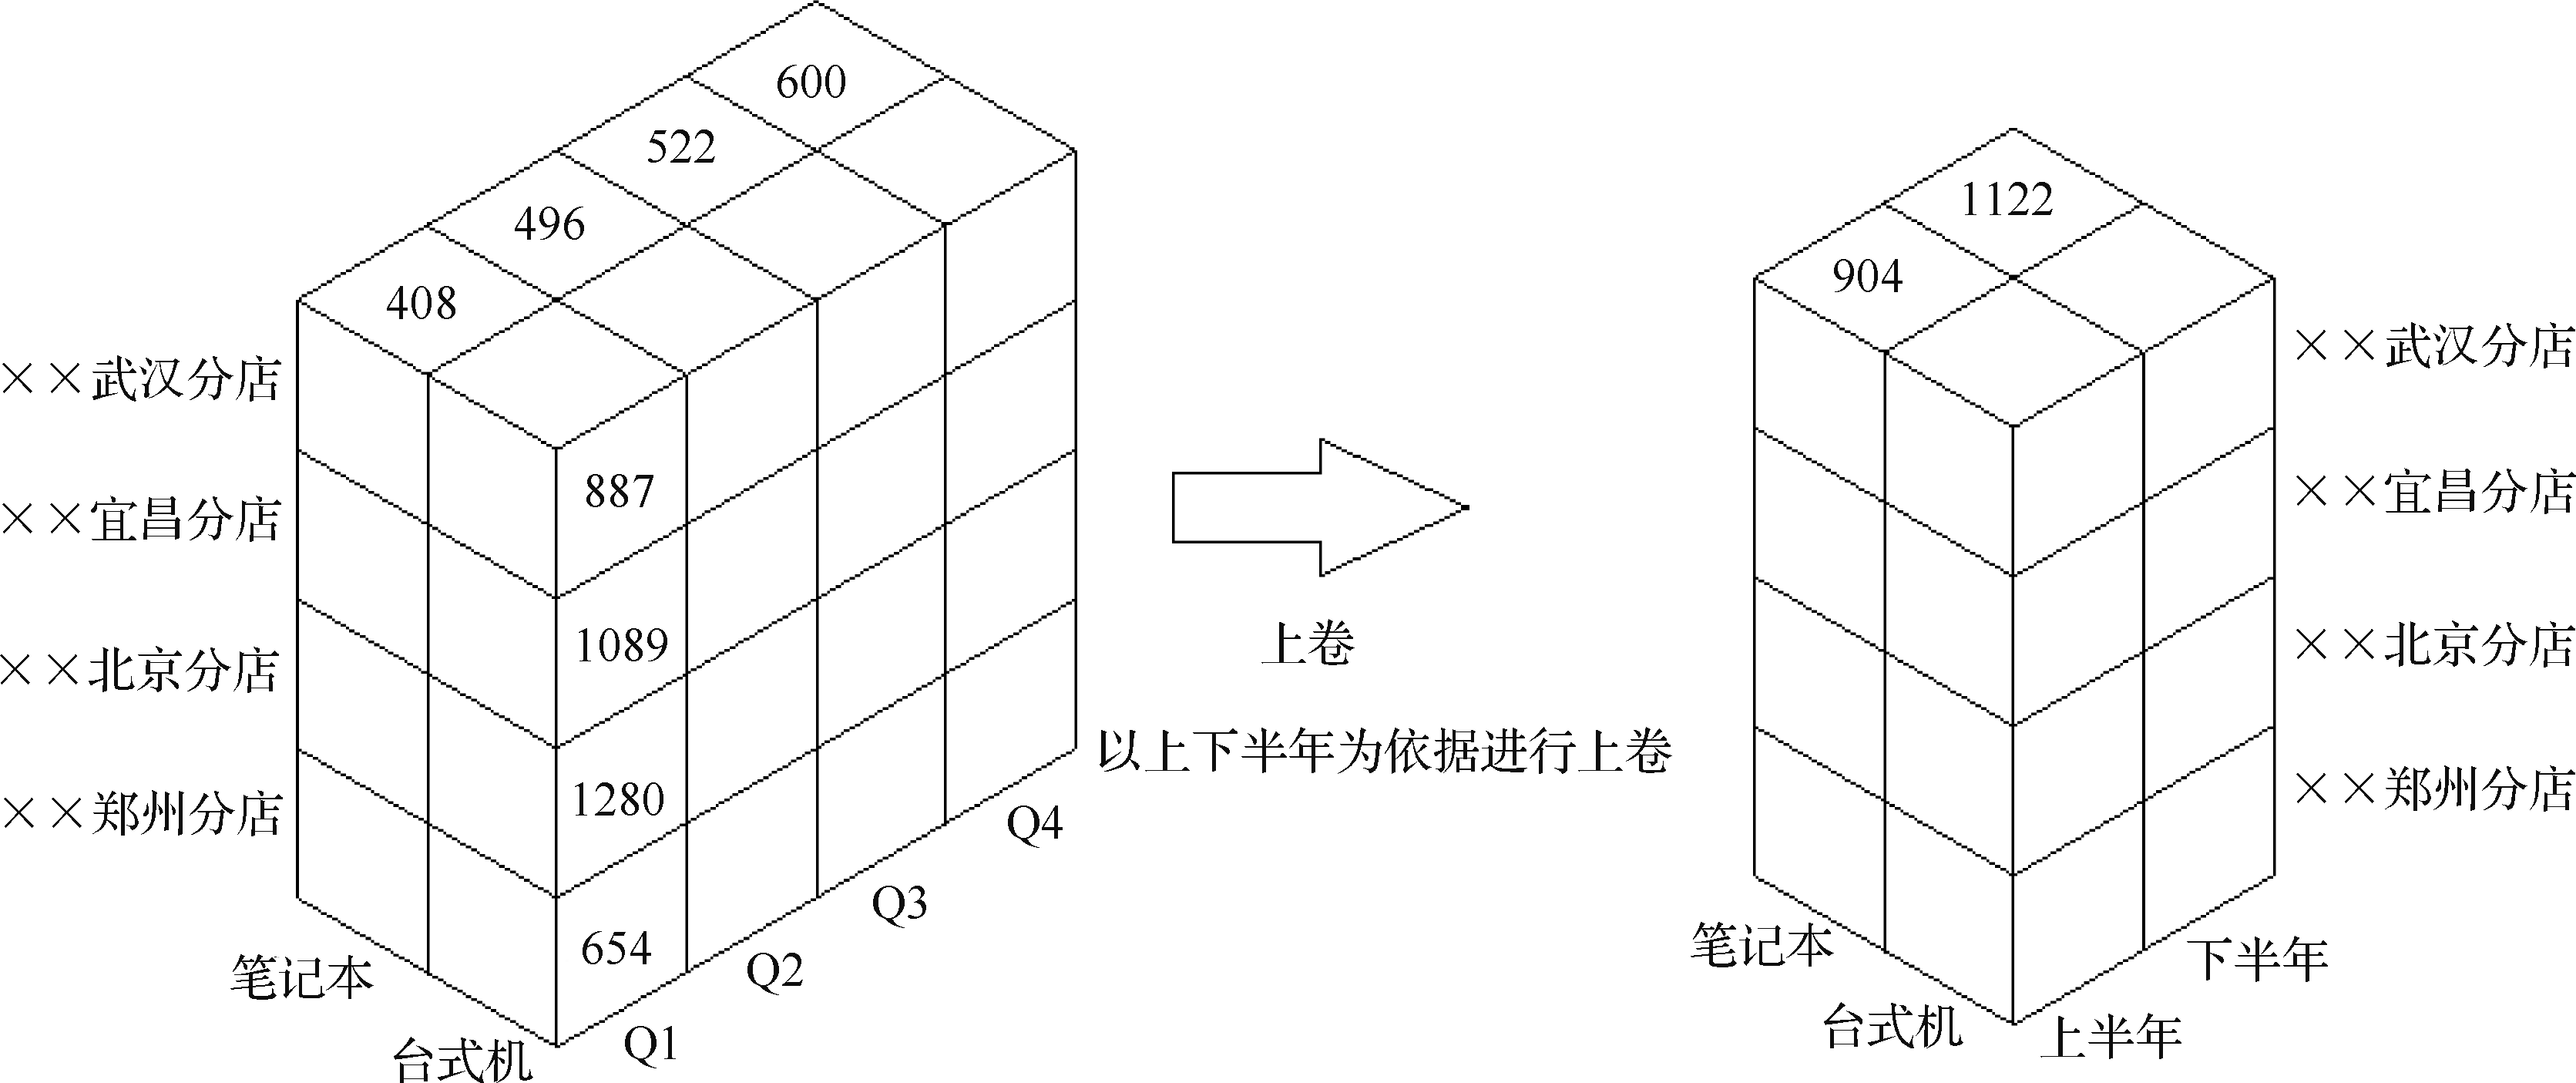 600
522
496
408
××武汉分店
××宜昌分店
××北京分店
××郑州分店
887
1089
1280
654
笔记本
台式机
Q1
Q2
Q3
Q4
上卷
以上下半年为依据进行上卷
1122
904
××武汉分店
××宜昌分店
××北京分店
××郑州分店
笔记本
台式机
上半年
下半年